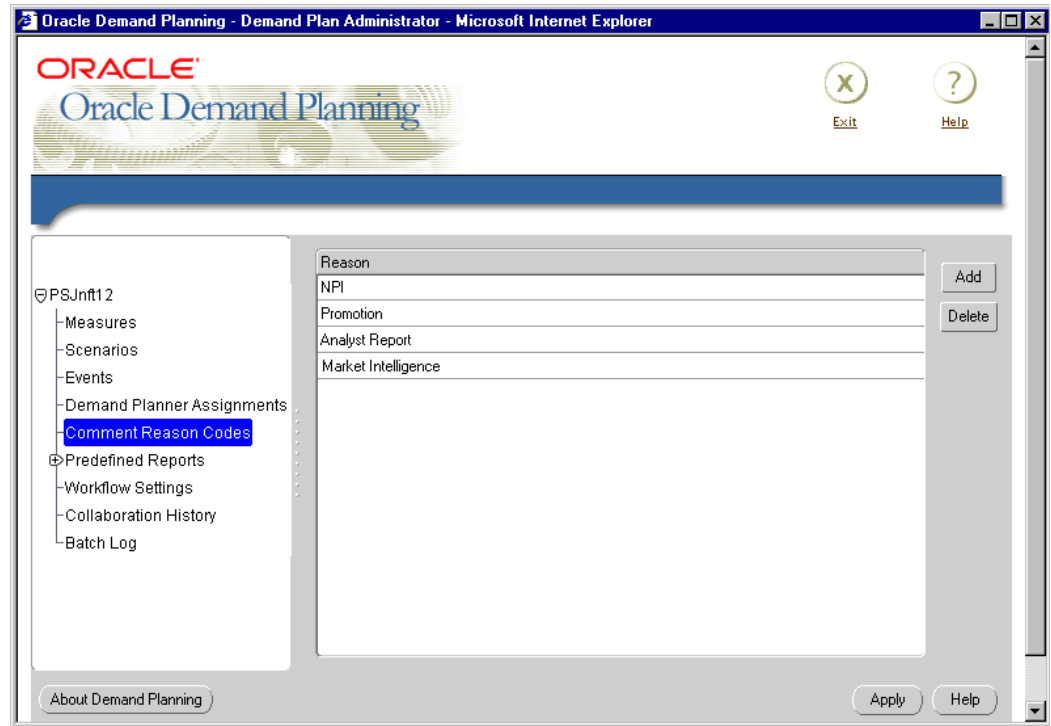 Oracle Demand Planning - Demand Plan Administrator - Microsoft Internet Explorer
ORACLE
Oracle Demand Planning
X
Exit
?
Help
PSJnft12
Measures
Scenarios
Events
Demand Planner Assignments
Comment Reason Codes
Predefined Reports
Workflow Settings
Collaboration History
Batch Log
Reason
NPI
Promotion
Analyst Report
Market Intelligence
Add
Delete
About Demand Planning
Apply
Help